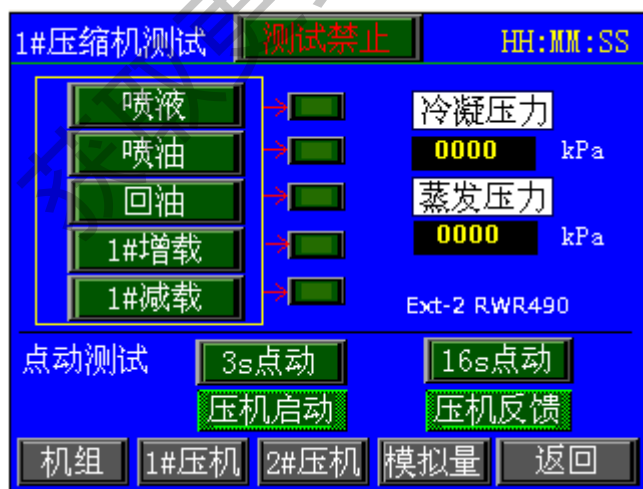 1#压缩机测试 测试禁止 HH:MM:SS
喷液 冷凝压力
喷油 0000 kPa
回油 蒸发压力
1#增载 0000 kPa
1#减载 Ext-2 RWR490
点动测试 3s点动 16s点动
压机启动 压机反馈
机组 1#压机 2#压机 模拟量 返回